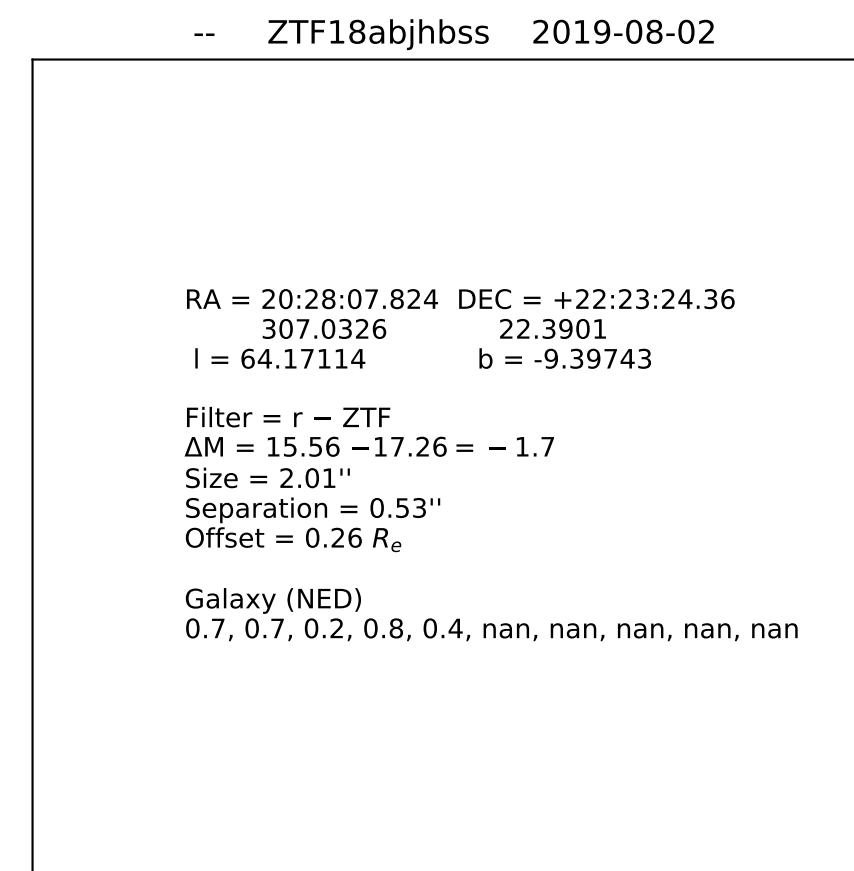 -- ZTF18abjhbss 2019-08-02
RA = 20:28:07.824 DEC = +22:23:24.36
307.0326 22.3901
l = 64.17114 b = -9.39743
Filter = r − ZTF
ΔM = 15.56 −17.26 = − 1.7
Size = 2.01''
Separation = 0.53''
Offset = 0.26 Re
Galaxy (NED)
0.7, 0.7, 0.2, 0.8, 0.4, nan, nan, nan, nan, nan